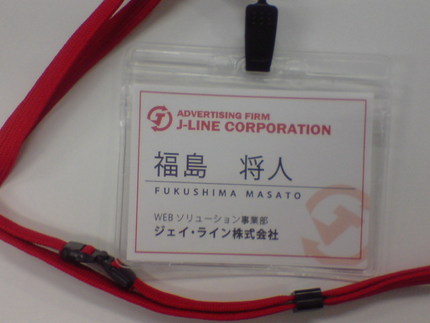 ADVERTISING FIRM
J-LINE CORPORATION
福島 将人
FUKUSHIMA MASATO
WEBソリューション事業部
ジェイ・ライン株式会社